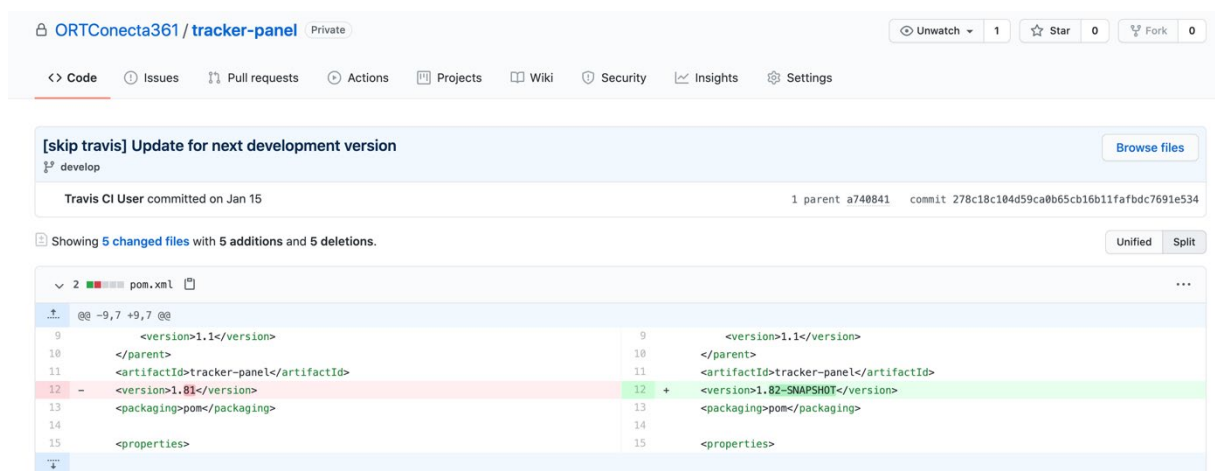 ORTConecta361 / tracker-panel Private Unwatch 1 Star 0 Fork 0
<> Code Issues Pull requests Actions Projects Wiki Security Insights Settings
[skip travis] Update for next development version Browse files
develop
Travis CI User committed on Jan 15 1 parent a740841 commit 278c18c104d59ca0b65cb16b11fafbdc7691e534
Showing 5 changed files with 5 additions and 5 deletions. Unified Split
2 pom.xml ...
@@ -9,7 +9,7 @@
9 <version>1.1</version> 9 <version>1.1</version>
10 </parent> 10 </parent>
11 <artifactId>tracker-panel</artifactId> 11 <artifactId>tracker-panel</artifactId>
12 - <version>1.81</version> 12 + <version>1.82-SNAPSHOT</version>
13 <packaging>pom</packaging> 13 <packaging>pom</packaging>
14 14
15 <properties> 15 <properties>